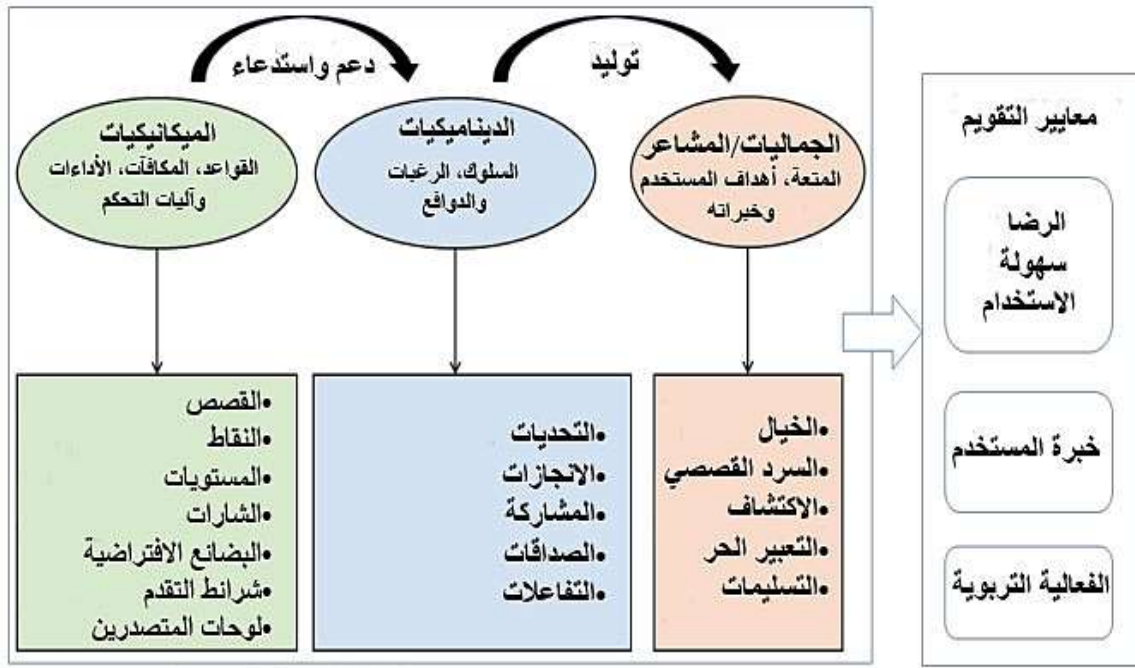 دعم واستدعاء
توليد
الميكانيكيات
القواعد، المكافآت، الأداءات
وآليات التحكم
الديناميكيات
السلوك، الرغبات
والدوافع
الجماليات/المشاعر
المتعة، أهداف المستخدم
وخبراته
•القصص
•النقاط
•المستويات
•الشارات
•البضائع الافتراضية
•شرائط التقدم
•لوحات المتصدرين
•التحديات
•الانجازات
•المشاركة
•الصداقات
•التفاعلات
•الخيال
•السرد القصصي
•الاكتشاف
•التعبير الحر
•التسليمات
معايير التقويم
الرضا
سهولة
الاستخدام
خبرة المستخدم
الفعالية التربوية